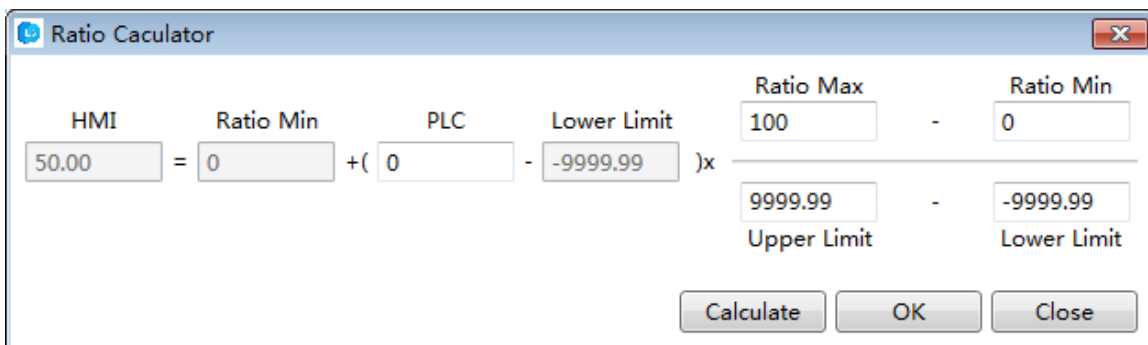 Ratio Caculator
Ratio Max Ratio Min
HMI Ratio Min PLC Lower Limit 100 - 0
50.00 = 0 +( 0 - -9999.99 )x
9999.99 - -9999.99
Upper Limit Lower Limit
Calculate OK Close